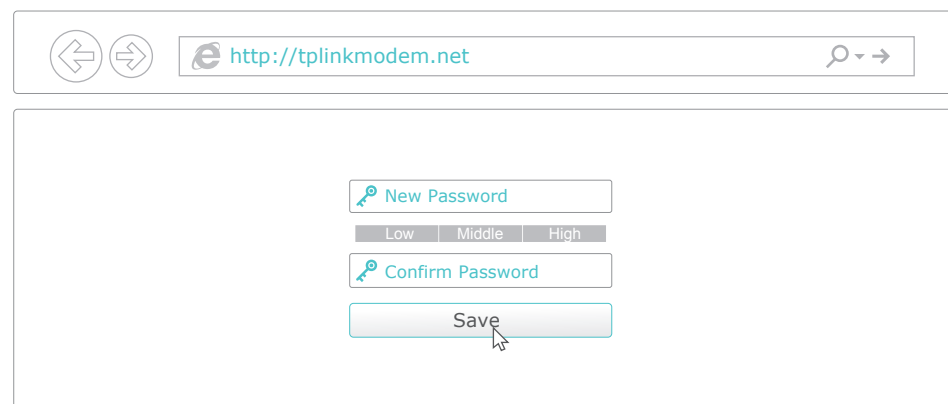 http://tplinkmodem.net
New Password
Low Middle High
Confirm Password
Save